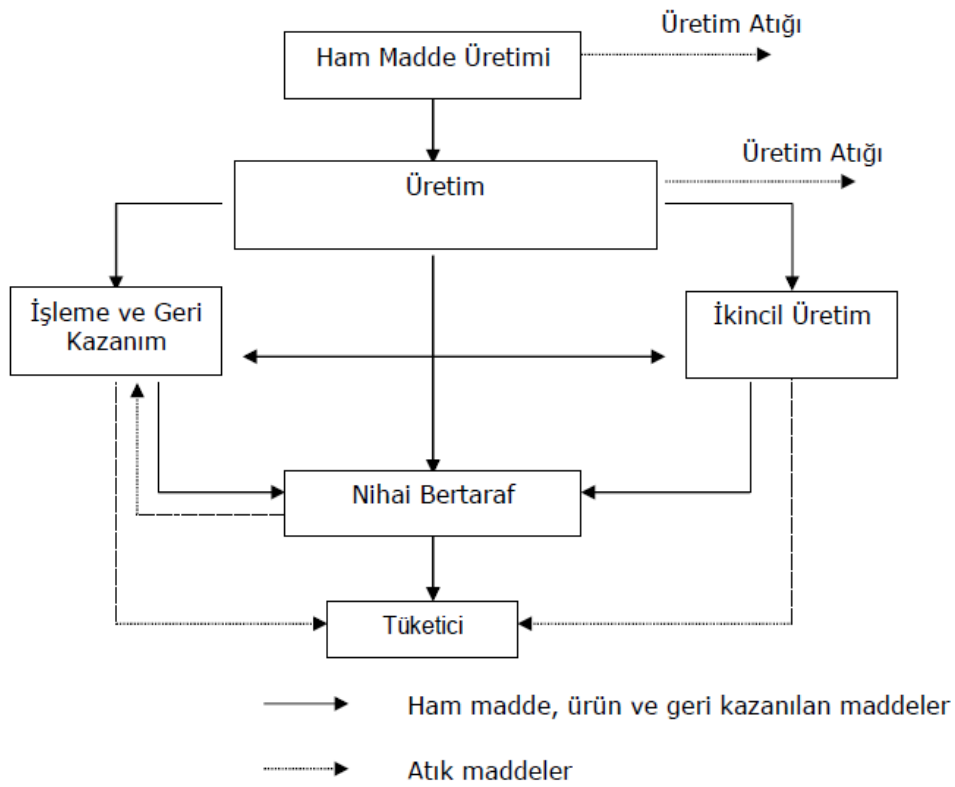 Üretim Atığı
Ham Madde Üretimi
Üretim Atığı
Üretim
İşleme ve Geri
Kazanım
İkincil Üretim
Nihai Bertaraf
Tüketici
Ham madde, ürün ve geri kazanılan maddeler
Atık maddeler